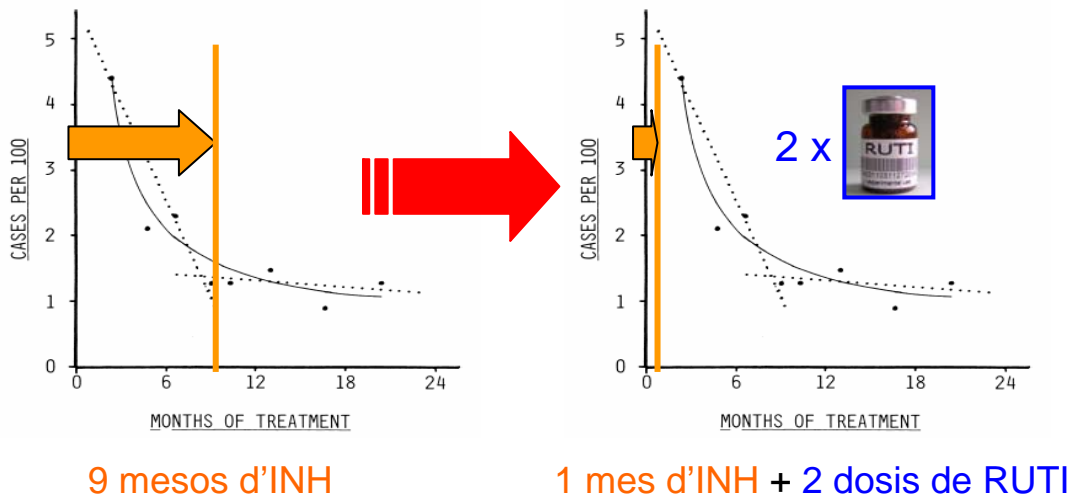 5
4
3
2
1
0
CASES PER 100
0 6 12 18 24
MONTHS OF TREATMENT
9 mesos d'INH
5
4
3
2
1
0
CASES PER 100
2 x
RUTI
0 6 12 18 24
MONTHS OF TREATMENT
1 mes d'INH + 2 dosis de RUTI